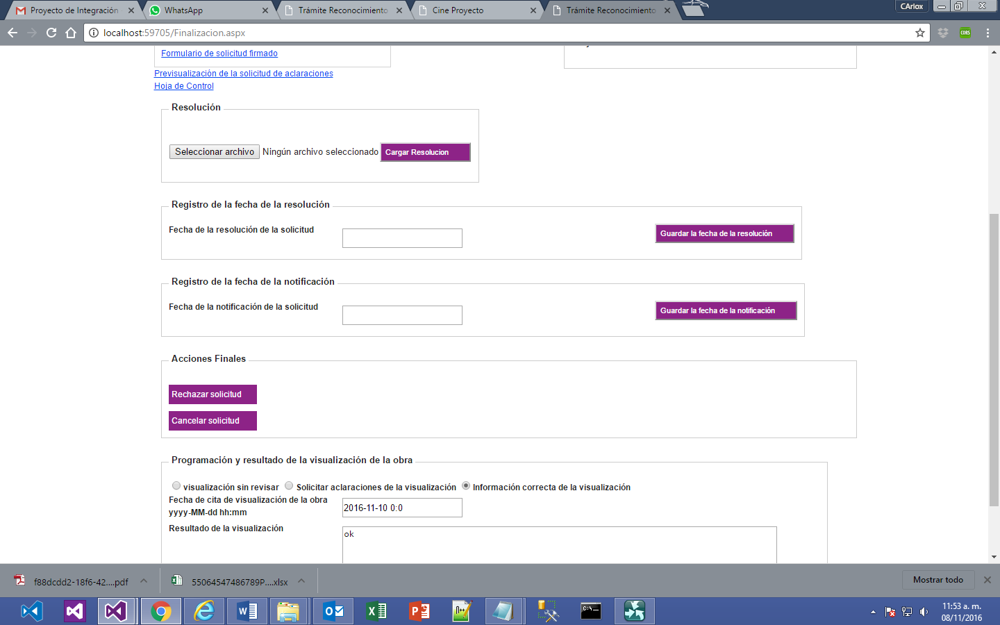 Proyecto de Integración
WhatsApp
Trámite Reconocimiento
Cine Proyecto
Trámite Reconocimiento
CArlox
localhost:59705/Finalizacion.aspx
CORS
Formulario de solicitud firmado
Previsualización de la solicitud de aclaraciones
Hoja de Control
Resolución
Seleccionar archivo Ningún archivo seleccionado Cargar Resolucion
Registro de la fecha de la resolución
Fecha de la resolución de la solicitud
Guardar la fecha de la resolución
Registro de la fecha de la notificación
Fecha de la notificación de la solicitud
Guardar la fecha de la notificación
Acciones Finales
Rechazar solicitud
Cancelar solicitud
Programación y resultado de la visualización de la obra
visualización sin revisar Solicitar aclaraciones de la visualización Información correcta de la visualización
Fecha de cita de visualización de la obra
yyyy-MM-dd hh:mm
2016-11-10 0:0
Resultado de la visualización
ok
f88dcdd2-18f6-42....pdf
55064547486789P....xlsx
Mostrar todo
11:53 a. m.
08/11/2016